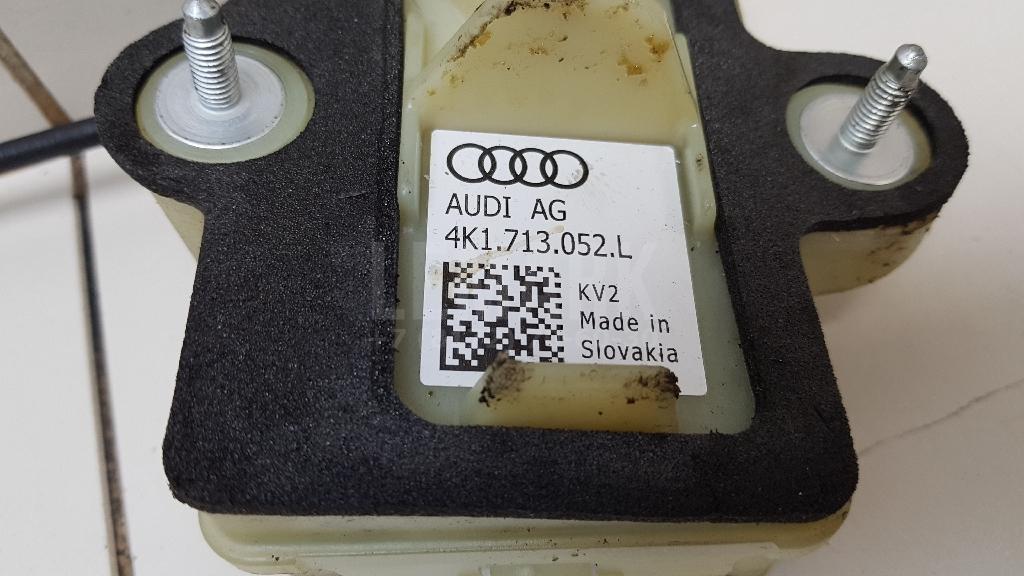 AUDI AG
4K1.713.052.L
KV2
Made in
Slovakia